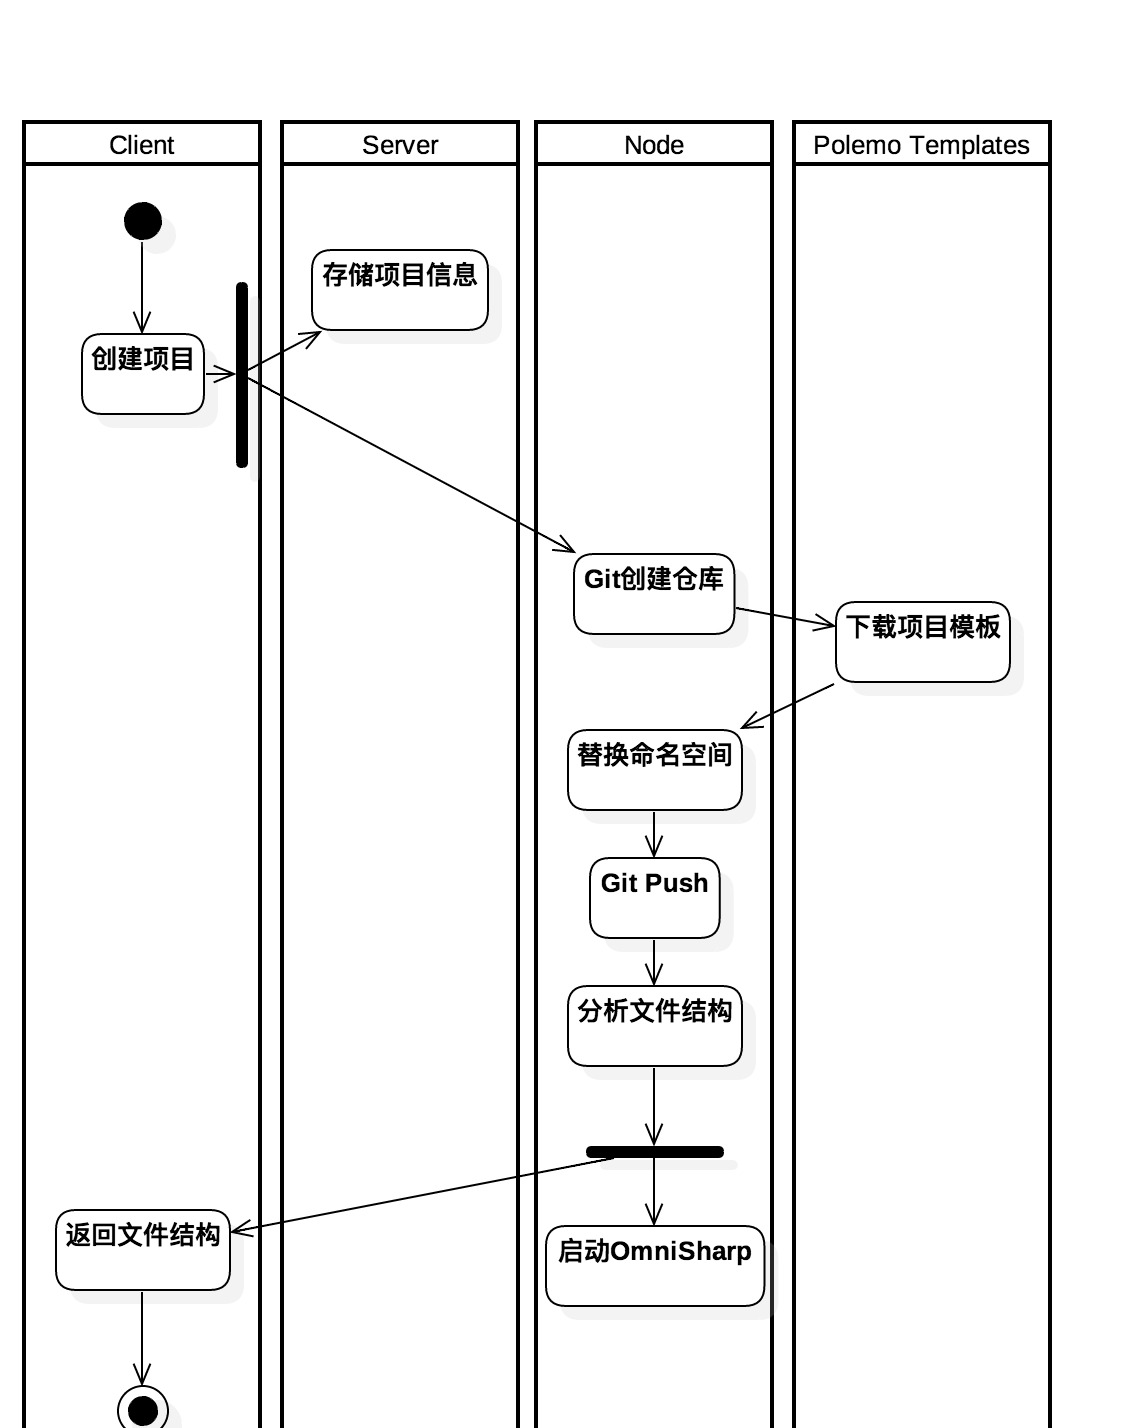 Client
Server
Node
Polemo Templates
存储项目信息
创建项目
Git创建仓库
下载项目模板
替换命名空间
Git Push
分析文件结构
返回文件结构
启动OmniSharp